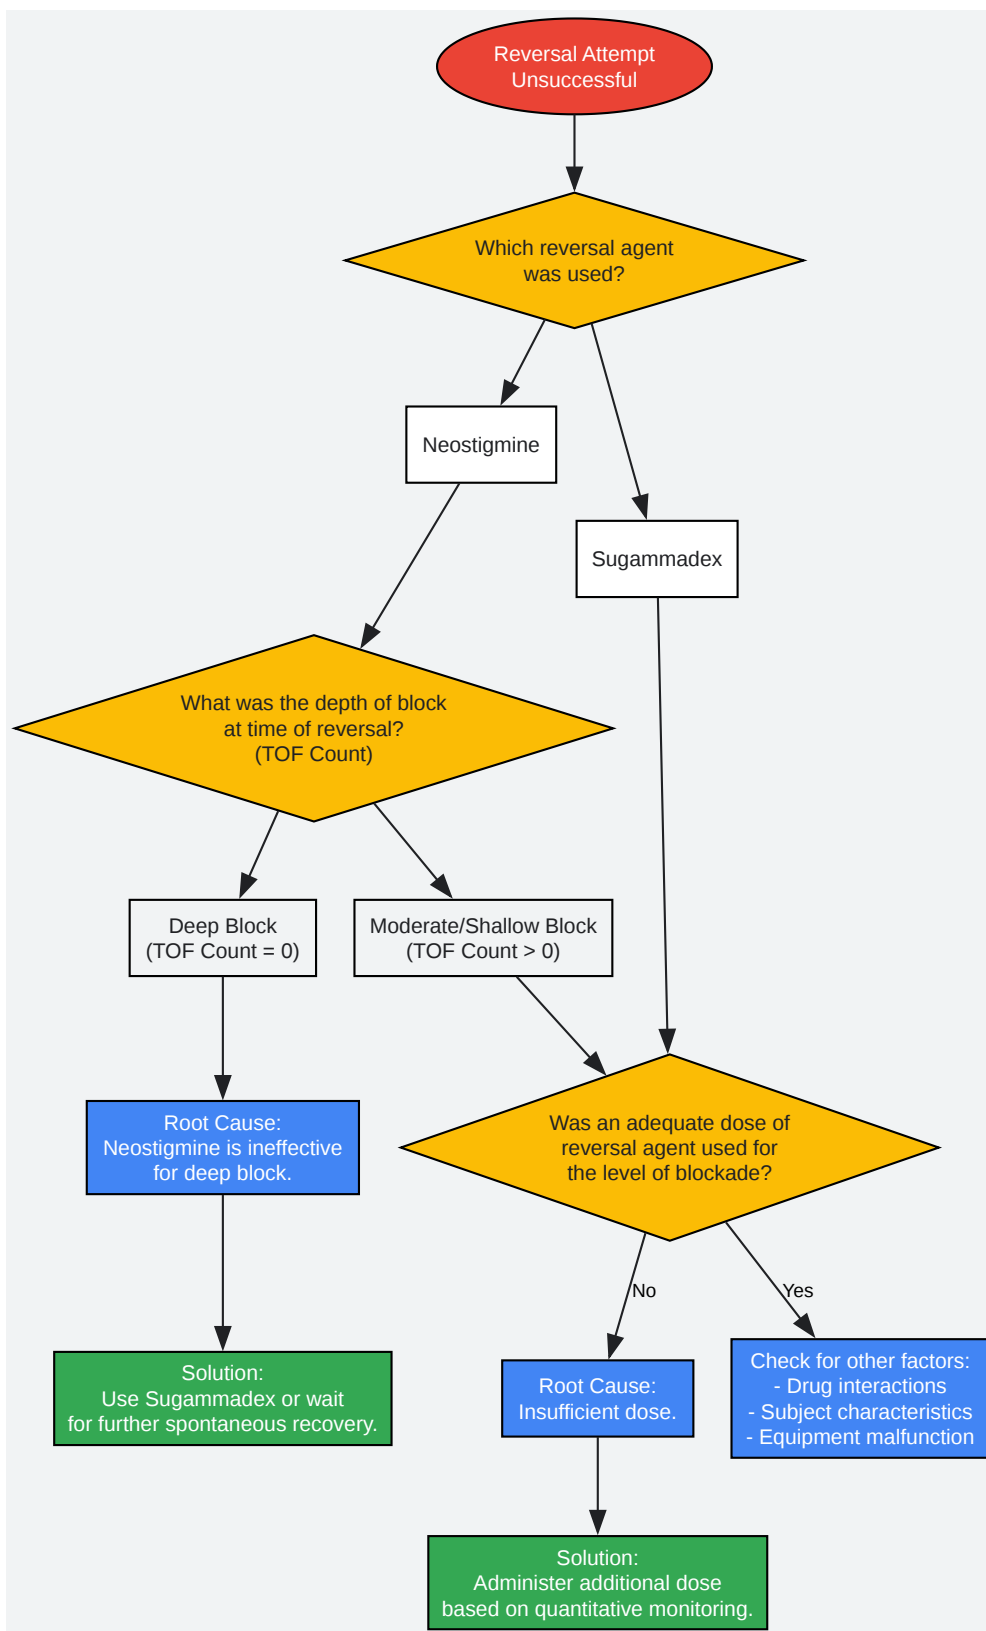 Reversal Attempt
Unsuccessful
Which reversal agent
was used?
Neostigmine
Sugammadex
What was the depth of block
at time of reversal?
(TOF Count)
Deep Block
(TOF Count = 0)
Moderate/Shallow Block
(TOF Count > 0)
Root Cause:
Neostigmine is ineffective
for deep block.
Was an adequate dose of
reversal agent used for
the level of blockade?
No
Yes
Solution:
Use Sugammadex or wait
for further spontaneous recovery.
Root Cause:
Insufficient dose.
Check for other factors:
- Drug interactions
- Subject characteristics
- Equipment malfunction
Solution:
Administer additional dose
based on quantitative monitoring.